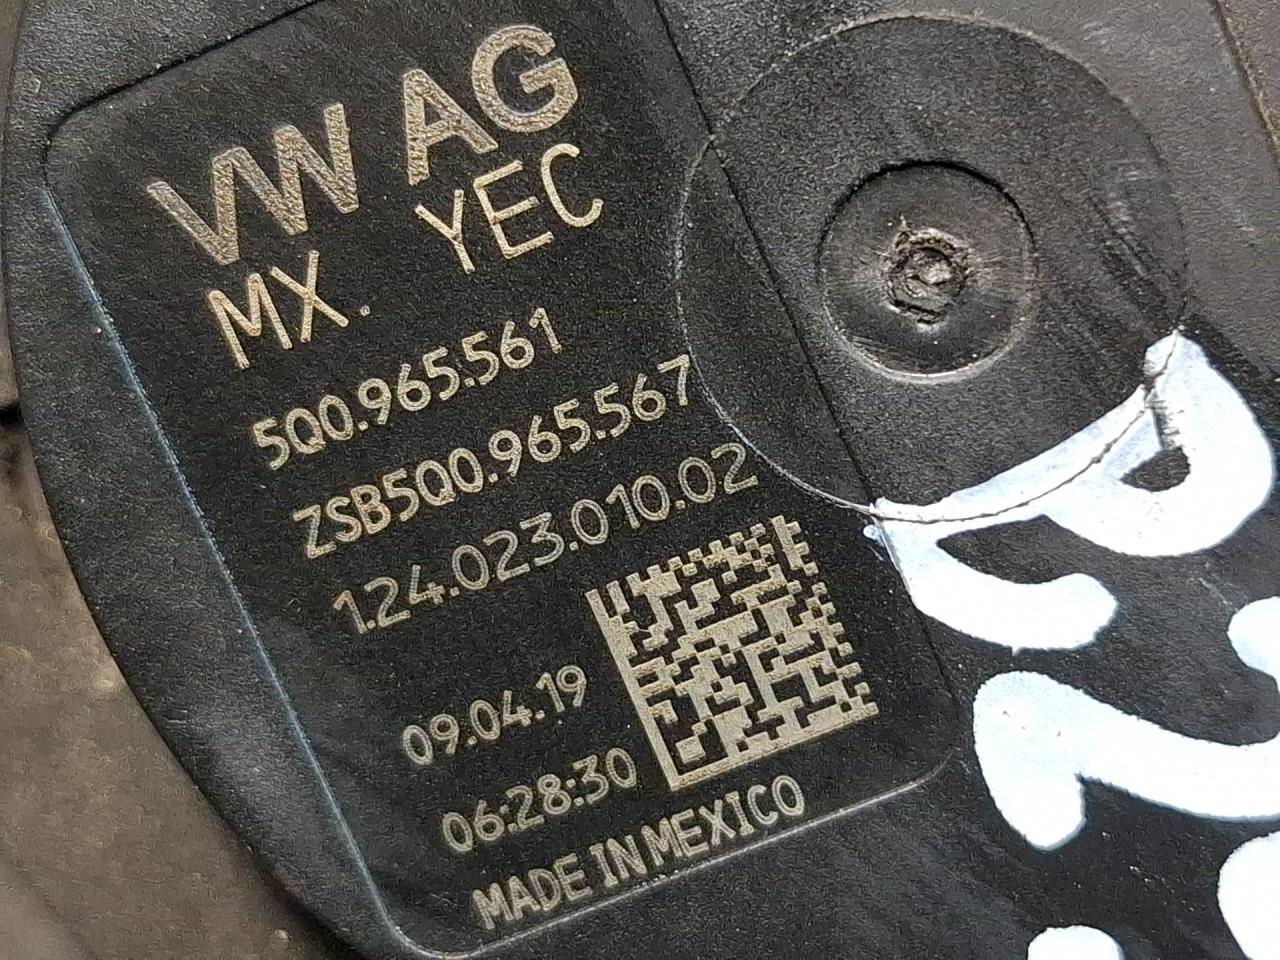 VW AG
MX. YEC
5Q0.965.561
ZSB5Q0.965.567
1.24.023.010.02
09.04.19
06:28:30
MADE IN MEXICO